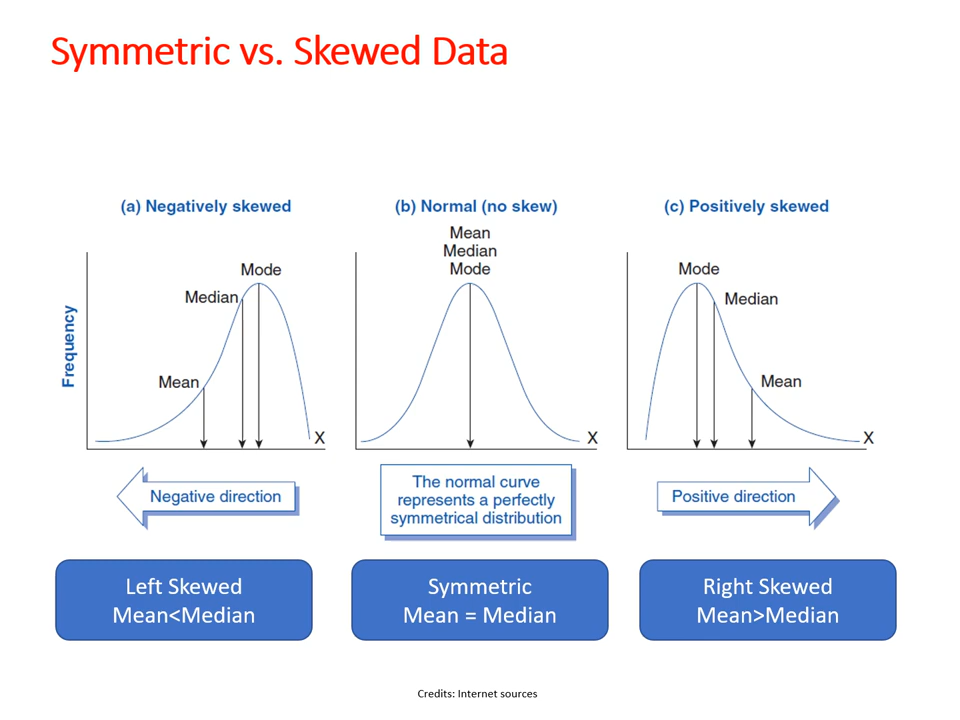 Symmetric vs. Skewed Data
(a) Negatively skewed
(b) Normal (no skew)
(c) Positively skewed
Frequency
Mode
Median
Mean
X
Mean
Median
Mode
X
Mode
Median
Mean
X
Negative direction
The normal curve
represents a perfectly
symmetrical distribution
Positive direction
Left Skewed
Mean<Median
Symmetric
Mean = Median
Right Skewed
Mean>Median
Credits: Internet sources